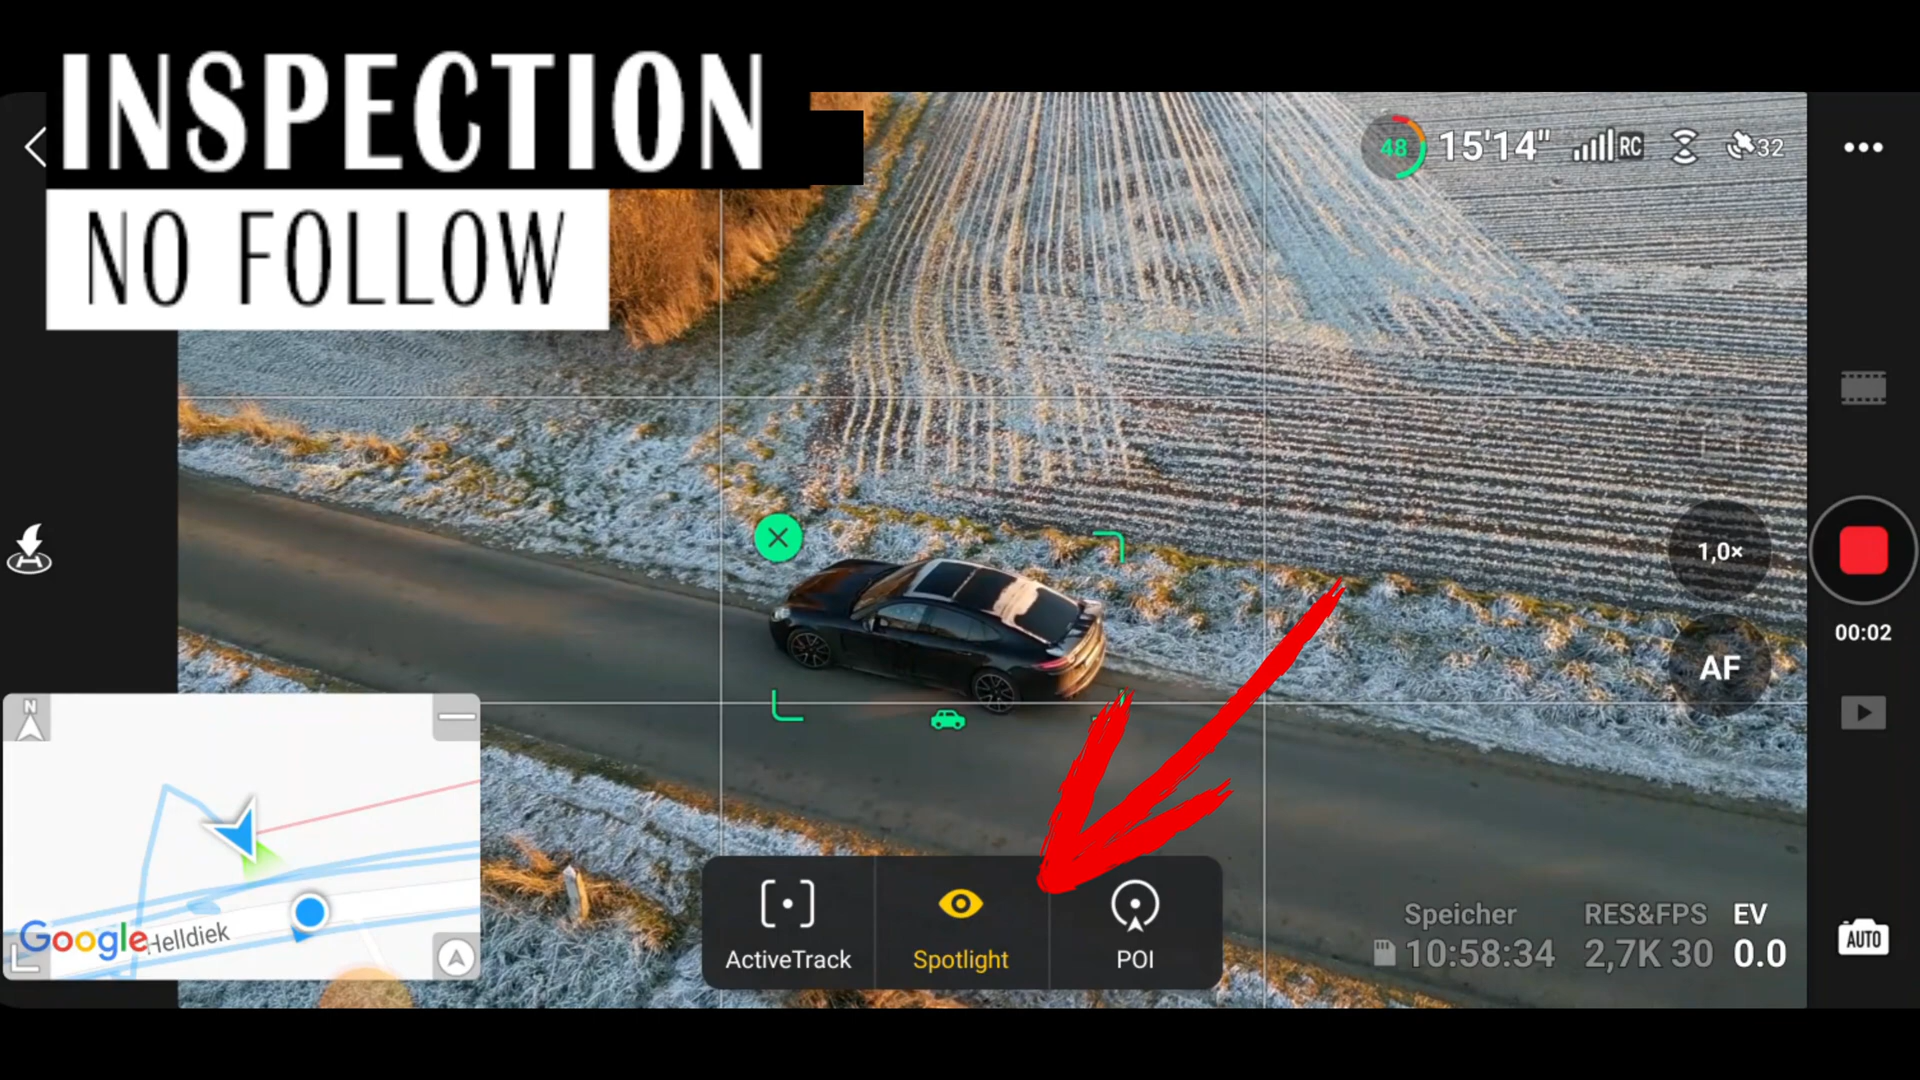 INSPECTION
NO FOLLOW
48
15'14"
RC
32
1,0×
00:02
AF
N
Google
Helldiek
ActiveTrack
Spotlight
POI
Speicher
10:58:34
RES&FPS
2,7K 30
EV
0.0
AUTO